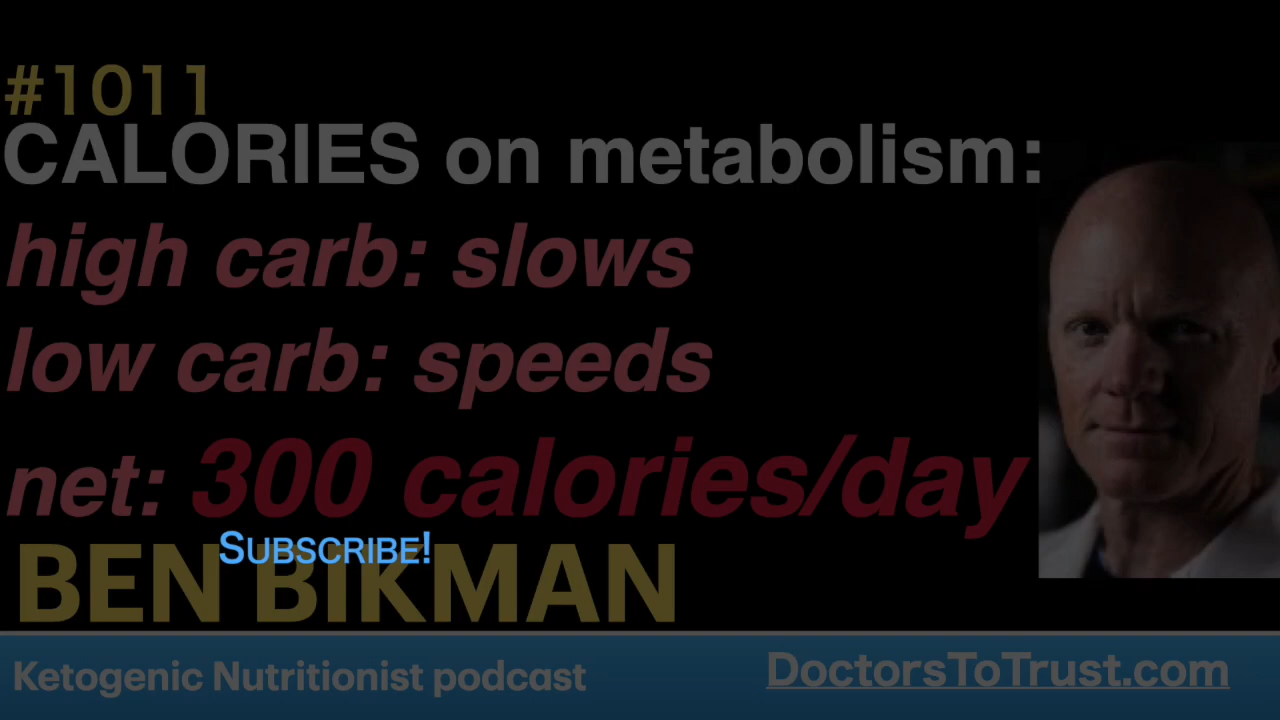 #1011
CALORIES on metabolism:
high carb: slows
low carb: speeds
net: 300 calories/day
SUBSCRIBE!
BEN BIKMAN
Ketogenic Nutritionist podcast
DoctorsToTrust.com